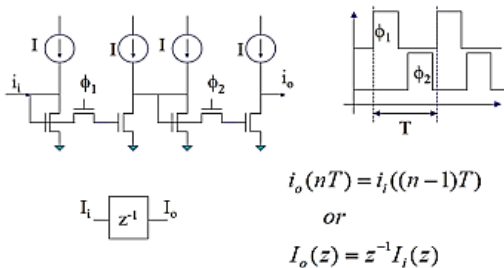 I I I I
i_i ϕ_1 ϕ_2 i_o
ϕ_1
ϕ_2
T
I_i z^{-1} I_o
i_o(nT) = i_i((n−1)T)
or
I_o(z) = z^{-1}I_i(z)